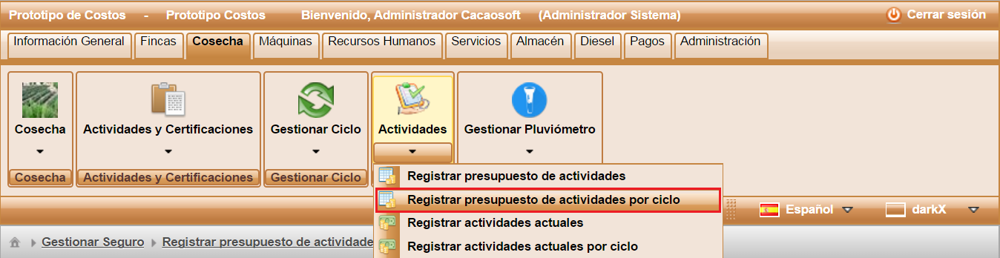 Prototipo de Costos - Prototipo Costos Bienvenido, Administrador Cacaosoft (Administrador Sistema) Cerrar sesión
Información General Fincas Cosecha Máquinas Recursos Humanos Servicios Almacén Diesel Pagos Administración
Cosecha Actividades y Certificaciones Gestionar Ciclo Actividades Gestionar Pluviómetro
Cosecha Actividades y Certificaciones Gestionar Ciclo
Registrar presupuesto de actividades
Registrar presupuesto de actividades por ciclo
Español darkX
Registrar actividades actuales
Gestionar Seguro Registrar presupuesto de actividade
Registrar actividades actuales por ciclo